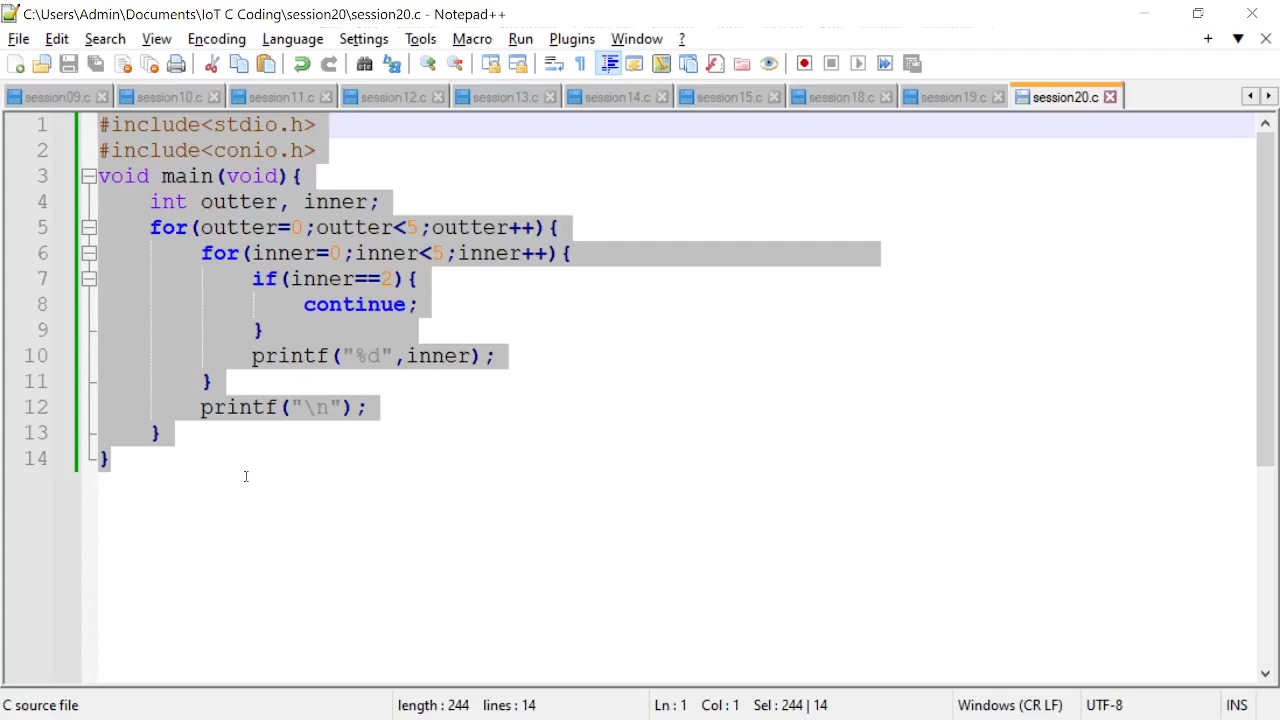 C:\Users\Admin\Documents\IoT C Coding\session20\session20.c - Notepad++
File Edit Search View Encoding Language Settings Tools Macro Run Plugins Window ?
session09.c session10.c session11.c session12.c session13.c session14.c session15.c session18.c session19.c session20.c
1 #include<stdio.h>
2 #include<conio.h>
3 void main(void){
4 int outter, inner;
5 for(outter=0;outter<5;outter++){
6 for(inner=0;inner<5;inner++){
7 if(inner==2){
8 continue;
9 }
10 printf("%d",inner);
11 }
12 printf("\n");
13 }
14 }
C source file length : 244 lines : 14 Ln : 1 Col : 1 Sel : 244 | 14 Windows (CR LF) UTF-8 INS